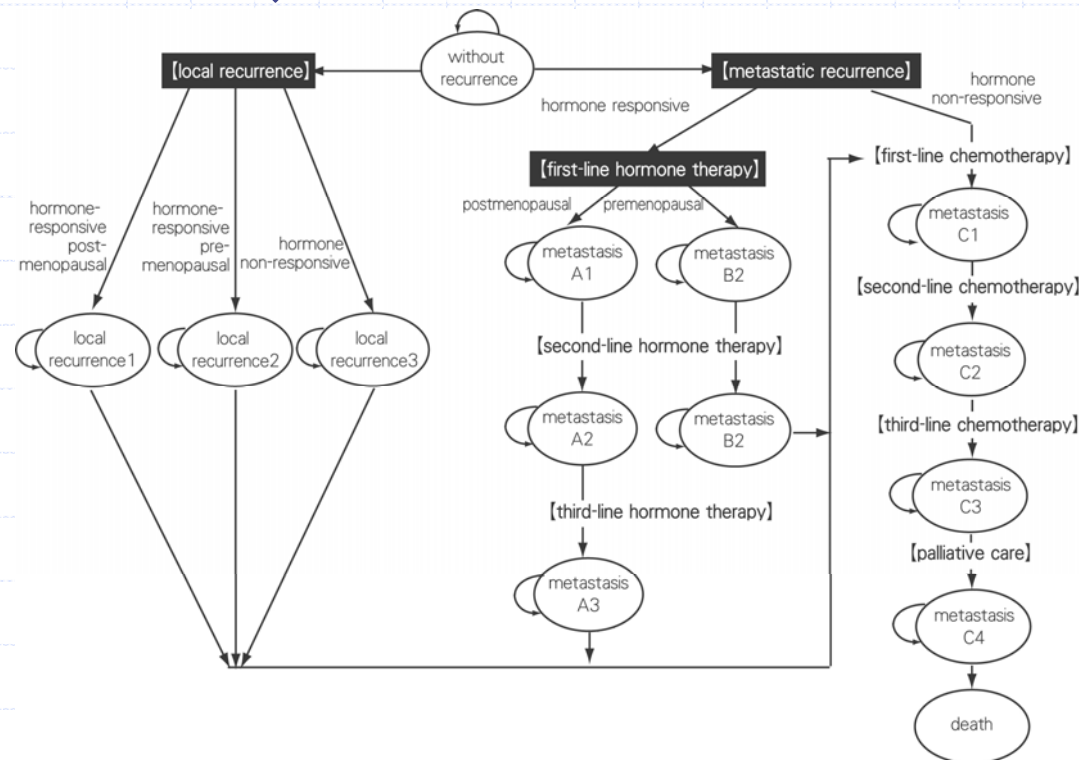 without
recurrence
【local recurrence】
【metastatic recurrence】
hormone responsive
hormone
non-responsive
【first-line hormone therapy】
【first-line chemotherapy】
postmenopausal
premenopausal
hormone-
responsive
post-
menopausal
hormone-
responsive
pre-
menopausal
hormone
non-responsive
metastasis
A1
metastasis
B2
metastasis
C1
【second-line chemotherapy】
local
recurrence1
local
recurrence2
local
recurrence3
【second-line hormone therapy】
metastasis
C2
metastasis
A2
metastasis
B2
【third-line chemotherapy】
metastasis
C3
【third-line hormone therapy】
【palliative care】
metastasis
A3
metastasis
C4
death